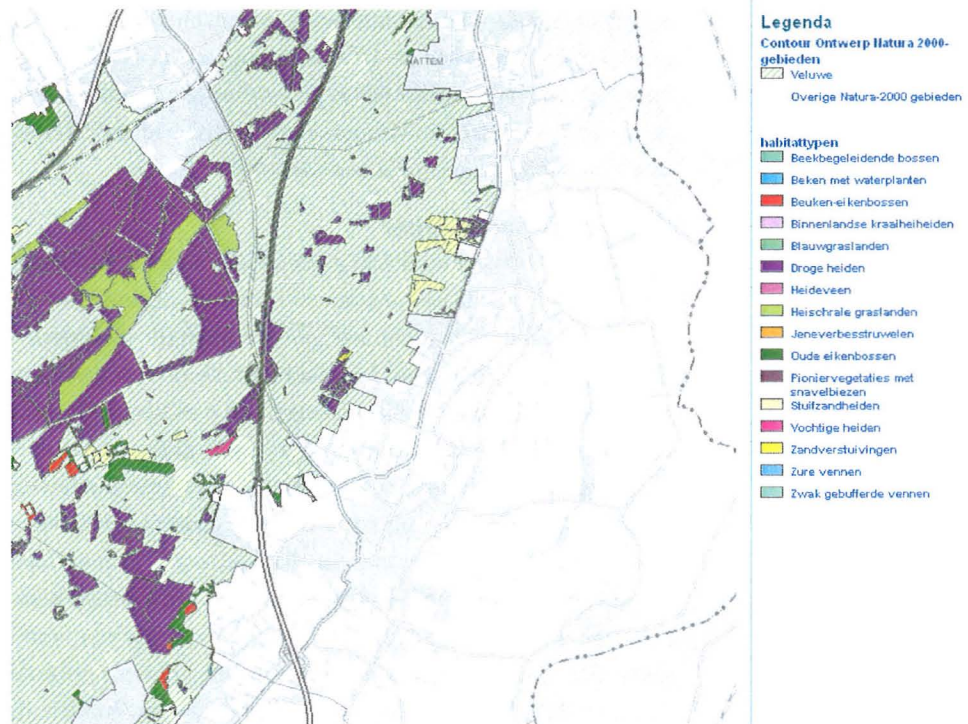 HATTEM
Legenda
Contour Ontwerp Natura 2000-
gebieden
Veluwe
Overige Natura-2000 gebieden
habitattypen
Beekbegeleidende bossen
Beken met waterplanten
Beuken-eikenbossen
Binnenlandse kraaiheiheiden
Blauwgraslanden
Droge heiden
Heideveen
Heischrale graslanden
Jeneverbesstruwelen
Oude eikenbossen
Pioniervegetaties met
snavelbiezen
Stuifzandheiden
Vochtige heiden
Zandverstuivingen
Zure vennen
Zwak gebufferde vennen